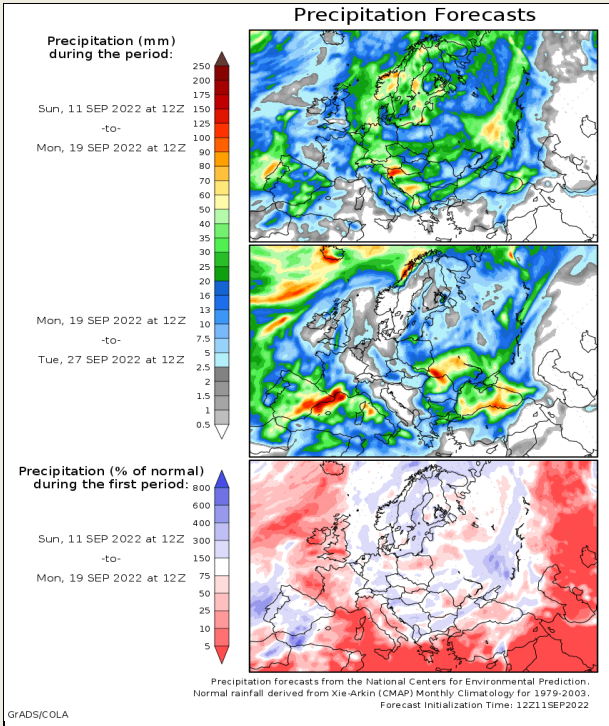 Precipitation Forecasts
Precipitation (mm)
during the period:
Sun, 11 SEP 2022 at 12Z
-to-
Mon, 19 SEP 2022 at 12Z
250
200
175
150
125
100
90
80
70
60
50
40
35
30
25
20
16
13
10
7.5
5
2.5
2
1.5
1
0.5
Mon, 19 SEP 2022 at 12Z
-to-
Tue, 27 SEP 2022 at 12Z
Precipitation (% of normal)
during the first period:
Sun, 11 SEP 2022 at 12Z
-to-
Mon, 19 SEP 2022 at 12Z
800
600
400
300
150
75
50
25
10
5
Precipitation forecasts from the National Centers for Environmental Prediction.
Normal rainfall derived from Xie-Arkin (CMAP) Monthly Climatology for 1979-2003.
Forecast Initialization Time: 12Z11SEP2022
GrADS/COLA